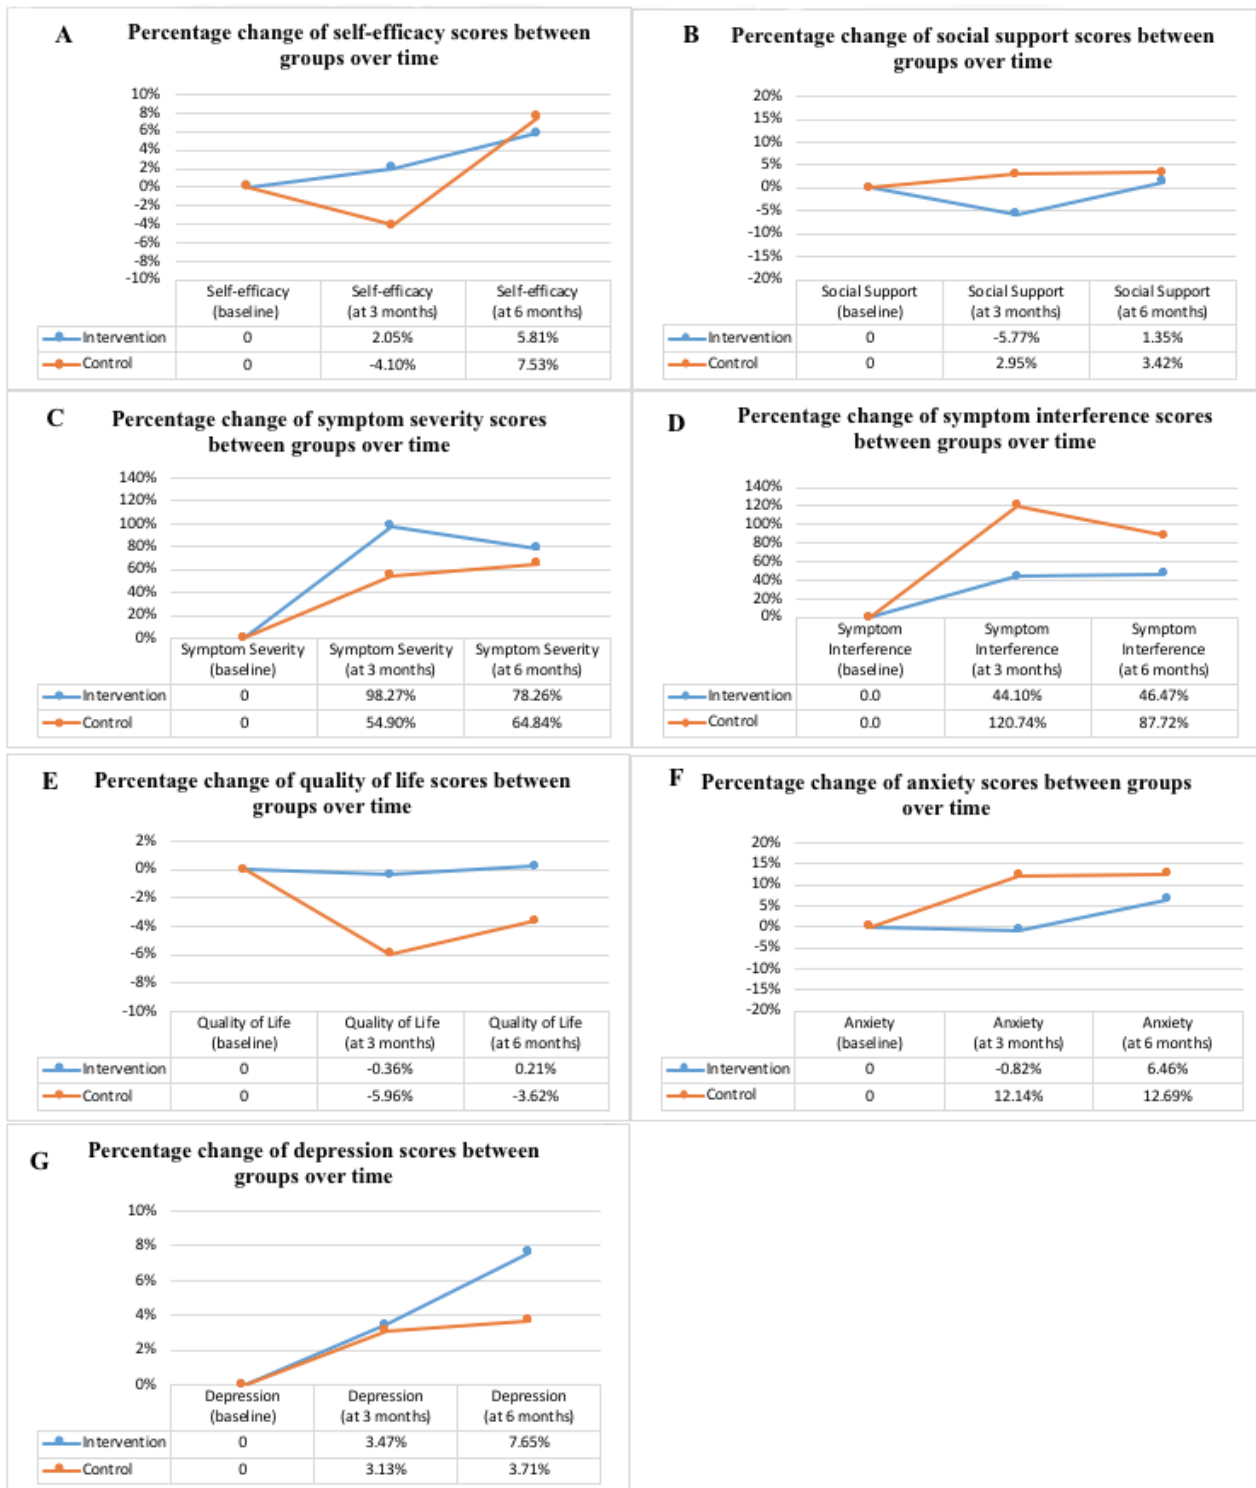 A Percentage change of self-efficacy scores between
groups over time
10%
8%
6%
4%
2%
0%
-2%
-4%
-6%
-8%
-10%
Self-efficacy Self-efficacy Self-efficacy
(baseline) (at 3 months) (at 6 months)
Intervention 0 2.05% 5.81%
Control 0 -4.10% 7.53%
B Percentage change of social support scores between
groups over time
20%
15%
10%
5%
0%
-5%
-10%
-15%
-20%
Social Support Social Support Social Support
(baseline) (at 3 months) (at 6 months)
Intervention 0 -5.77% 1.35%
Control 0 2.95% 3.42%
C Percentage change of symptom severity scores
between groups over time
140%
120%
100%
80%
60%
40%
20%
0%
Symptom Severity Symptom Severity Symptom Severity
(baseline) (at 3 months) (at 6 months)
Intervention 0 98.27% 78.26%
Control 0 54.90% 64.84%
D Percentage change of symptom interference scores
between groups over time
140%
120%
100%
80%
60%
40%
20%
0%
Symptom Symptom Symptom
Interference Interference Interference
(baseline) (at 3 months) (at 6 months)
Intervention 0.0 44.10% 46.47%
Control 0.0 120.74% 87.72%
E Percentage change of quality of life scores between
groups over time
2%
0%
-2%
-4%
-6%
-8%
-10%
Quality of Life Quality of Life Quality of Life
(baseline) (at 3 months) (at 6 months)
Intervention 0 -0.36% 0.21%
Control 0 -5.96% -3.62%
F Percentage change of anxiety scores between groups
over time
20%
15%
10%
5%
0%
-5%
-10%
-15%
-20%
Anxiety Anxiety Anxiety
(baseline) (at 3 months) (at 6 months)
Intervention 0 -0.82% 6.46%
Control 0 12.14% 12.69%
G Percentage change of depression scores between
groups over time
10%
8%
6%
4%
2%
0%
Depression Depression Depression
(baseline) (at 3 months) (at 6 months)
Intervention 0 3.47% 7.65%
Control 0 3.13% 3.71%